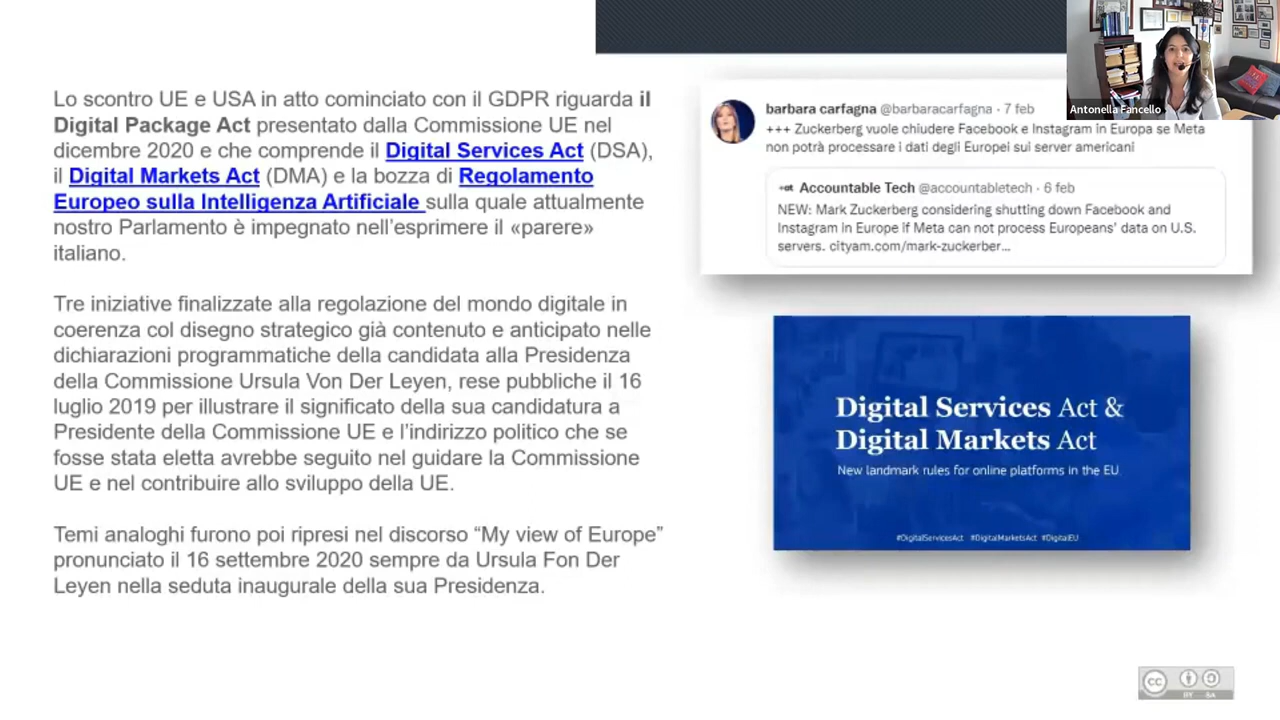 Lo scontro UE e USA in atto cominciato con il GDPR riguarda il
Digital Package Act presentato dalla Commissione UE nel
dicembre 2020 e che comprende il Digital Services Act (DSA),
il Digital Markets Act (DMA) e la bozza di Regolamento
Europeo sulla Intelligenza Artificiale sulla quale attualmente
nostro Parlamento è impegnato nell’esprimere il «parere»
italiano.
Tre iniziative finalizzate alla regolazione del mondo digitale in
coerenza col disegno strategico già contenuto e anticipato nelle
dichiarazioni programmatiche della candidata alla Presidenza
della Commissione Ursula Von Der Leyen, rese pubbliche il 16
luglio 2019 per illustrare il significato della sua candidatura a
Presidente della Commissione UE e l’indirizzo politico che se
fosse stata eletta avrebbe seguito nel guidare la Commissione
UE e nel contribuire allo sviluppo della UE.
Temi analoghi furono poi ripresi nel discorso “My view of Europe”
pronunciato il 16 settembre 2020 sempre da Ursula Fon Der
Leyen nella seduta inaugurale della sua Presidenza.
Antonella Fancello
barbara carfagna @barbaracarfagna · 7 feb
+++ Zuckerberg vuole chiudere Facebook e Instagram in Europa se Meta
non potrà processare i dati degli Europei sui server americani
Accountable Tech @accountabletech · 6 feb
NEW: Mark Zuckerberg considering shutting down Facebook and
Instagram in Europe if Meta can not process Europeans’ data on U.S.
servers. cityam.com/mark-zuckerber...
Digital Services Act &
Digital Markets Act
New landmark rules for online platforms in the EU
#DigitalServicesAct #DigitalMarketsAct #DigitalEU
CC
BY SA